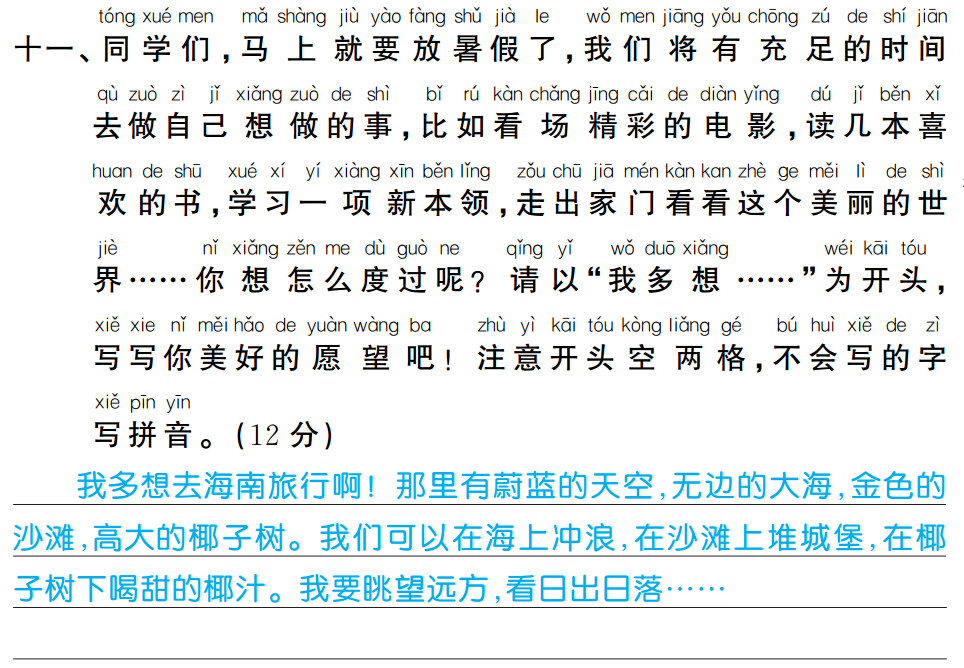 tóng xué men mǎ shàng jiù yào fàng shǔ jià le wǒ men jiāng yǒu chōng zú de shí jiān
十一、同学们,马上就要放暑假了,我们将有充足的时间
qù zuò zì jǐ xiǎng zuò de shì bǐ rú kàn chǎng jīng cǎi de diàn yǐng dú jǐ běn xǐ
去做自己想做的事,比如看场精彩的电影,读几本喜
huan de shū xué xí yí xiàng xīn běn lǐng zǒu chū jiā mén kàn kan zhè ge měi lì de shì
欢的书,学习一项新本领,走出家门看看这个美丽的世
jiè nǐ xiǎng zěn me dù guò ne qǐng yǐ wǒ duō xiǎng wéi kāi tóu
界……你想怎么度过呢?请以“我多想……”为开头,
xiě xie nǐ měi hǎo de yuàn wàng ba zhù yì kāi tóu kòng liǎng gé bú huì xiě de zì
写写你美好的愿望吧!注意开头空两格,不会写的字
xiě pīn yīn
写拼音。(12分)
我多想去海南旅行啊!那里有蔚蓝的天空,无边的大海,金色的
沙滩,高大的椰子树。我们可以在海上冲浪,在沙滩上堆城堡,在椰
子树下喝甜的椰汁。我要眺望远方,看日出日落……